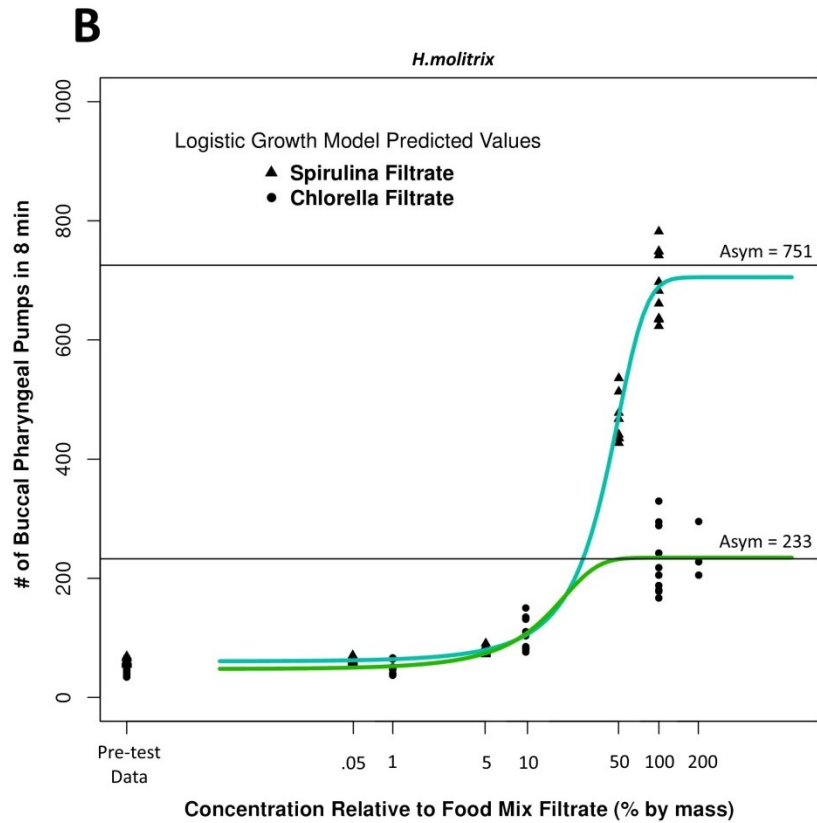 B
H.molitrix
1000
800
600
400
200
0
# of Buccal Pharyngeal Pumps in 8 min
Logistic Growth Model Predicted Values
Spirulina Filtrate
Chlorella Filtrate
Asym = 751
Asym = 233
Pre-test
Data
.05 1 5 10 50 100 200
Concentration Relative to Food Mix Filtrate (% by mass)